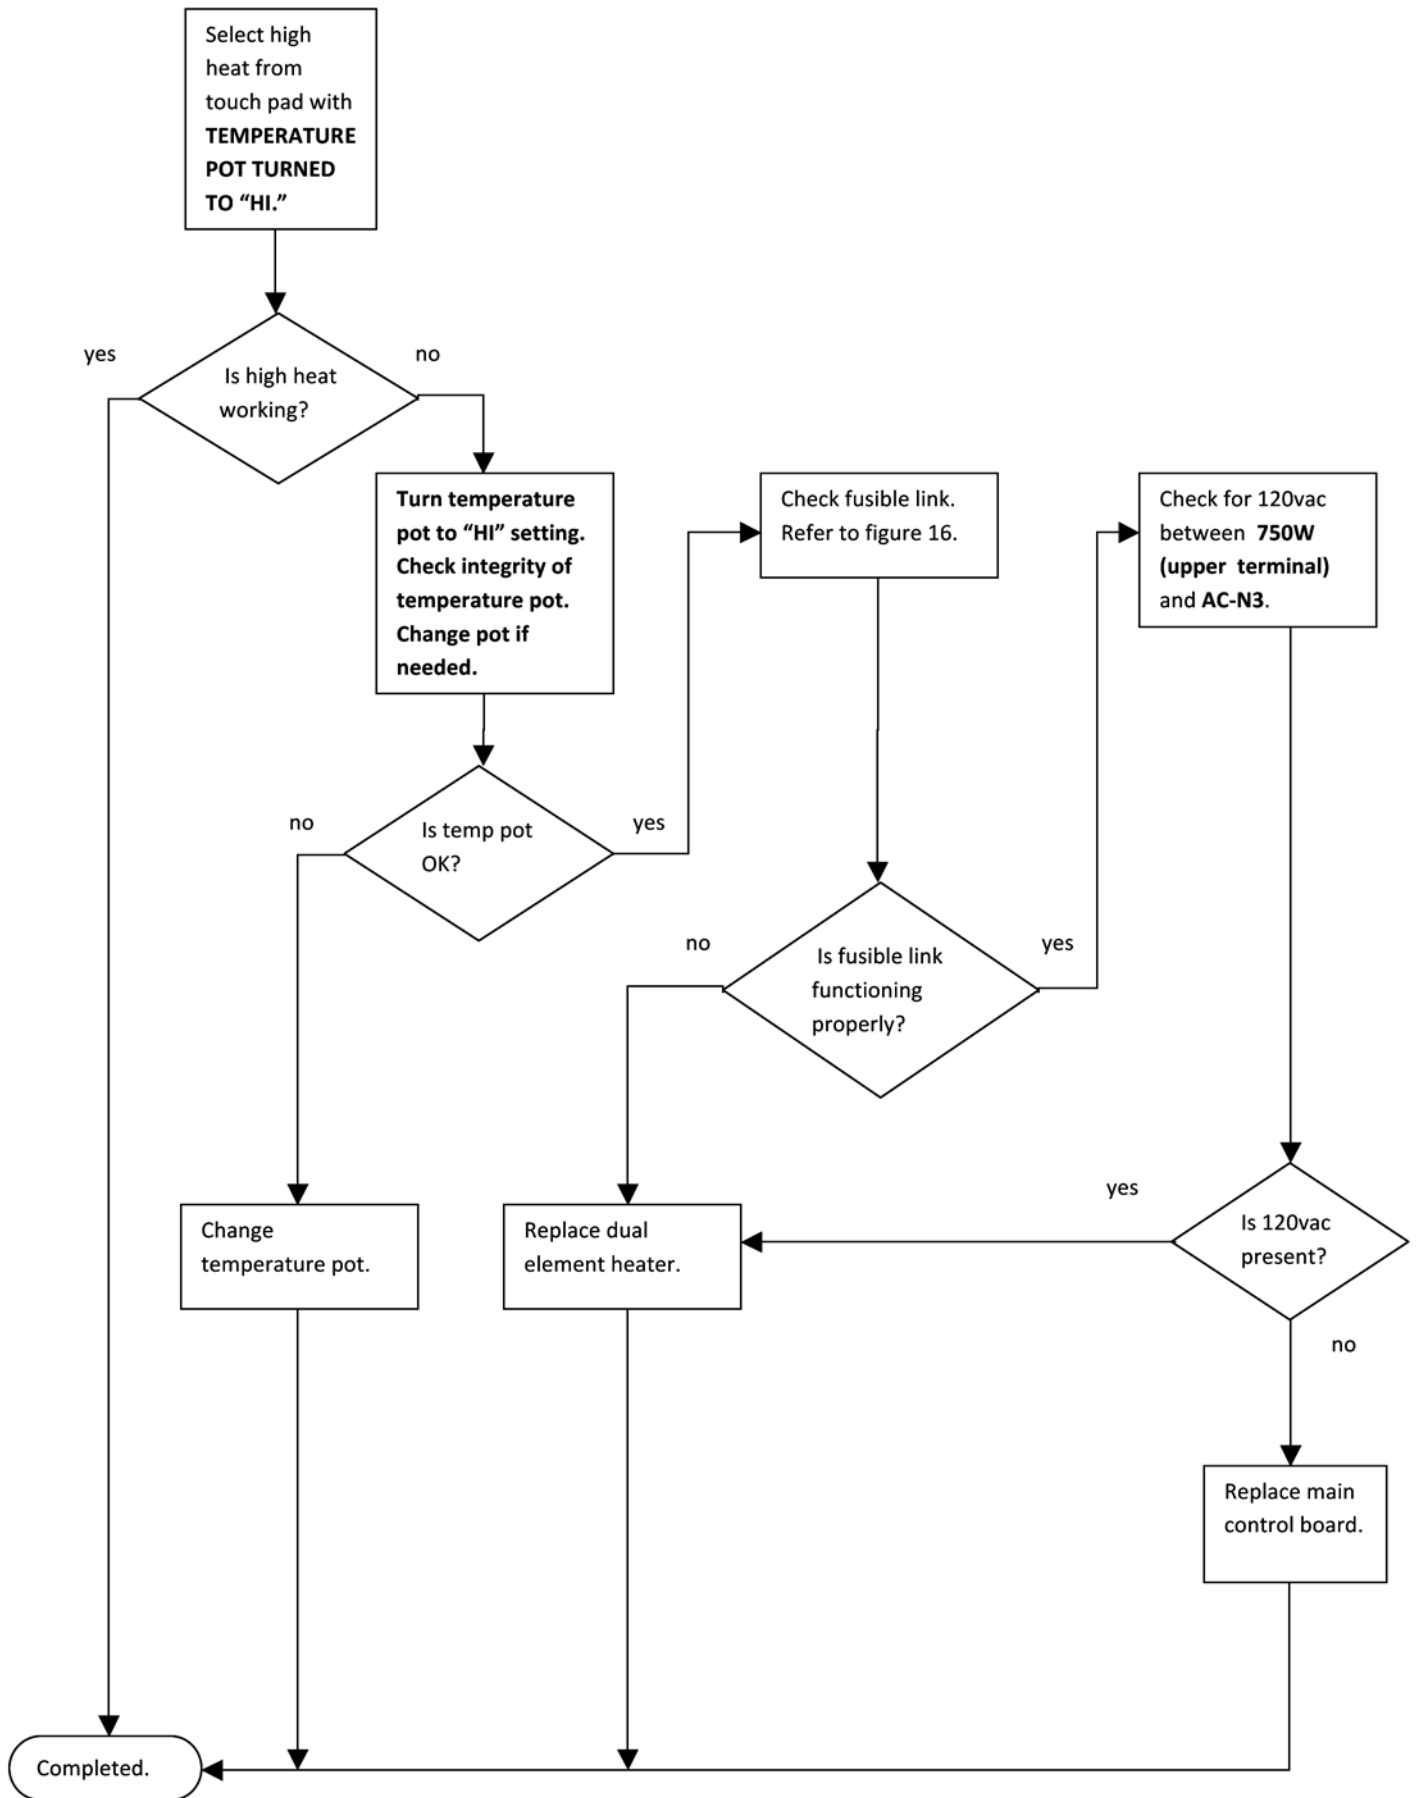 Select high
heat from
touch pad with
TEMPERATURE
POT TURNED
TO “HI.”
yes
no
Is high heat
working?
Turn temperature
pot to “HI” setting.
Check integrity of
temperature pot.
Change pot if
needed.
Check fusible link.
Refer to figure 16.
Check for 120vac
between 750W
(upper terminal)
and AC-N3.
no
Is temp pot
OK?
yes
no
Is fusible link
functioning
properly?
yes
Change
temperature pot.
Replace dual
element heater.
yes
Is 120vac
present?
no
Replace main
control board.
Completed.